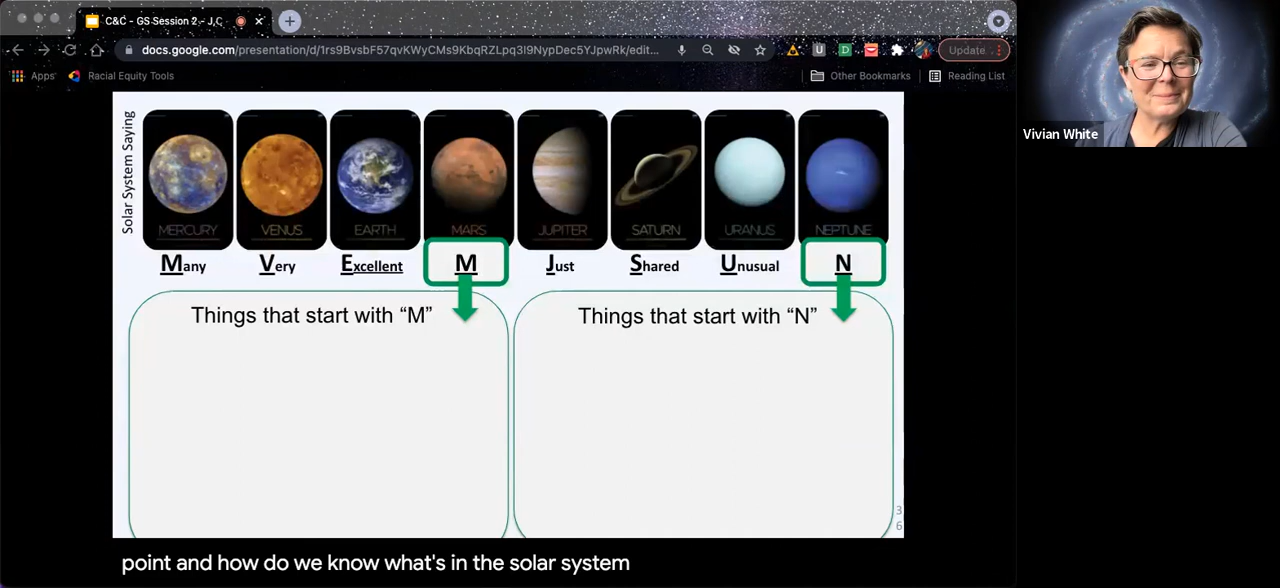 C&C - GS Session 2 - J,C
docs.google.com/presentation/d/1rs9BvsbF57qvKWyCMs9KbqRZLpq3l9NypDec5YJpwRk/edit...
Update
Apps
Racial Equity Tools
Other Bookmarks
Reading List
Vivian White
Solar System Saying
MERCURY VENUS EARTH MARS JUPITER SATURN URANUS NEPTUNE
Many Very Excellent M Just Shared Unusual N
Things that start with “M”
Things that start with “N”
3
6
point and how do we know what's in the solar system